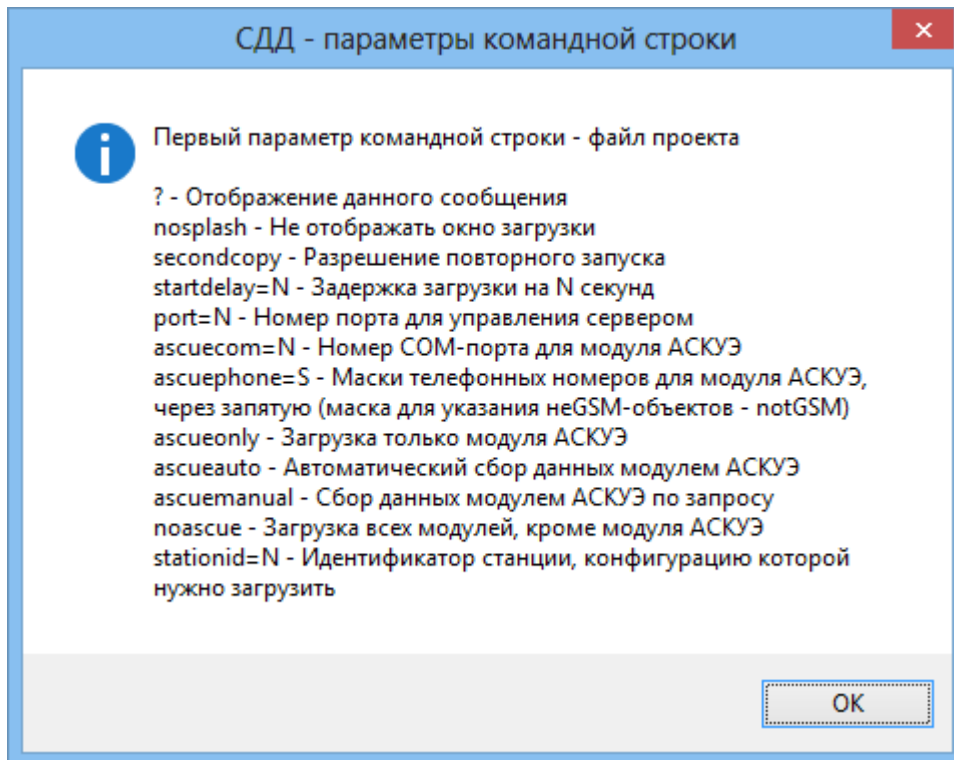 СДД - параметры командной строки
Первый параметр командной строки - файл проекта
? - Отображение данного сообщения
nosplash - Не отображать окно загрузки
secondcopy - Разрешение повторного запуска
startdelay=N - Задержка загрузки на N секунд
port=N - Номер порта для управления сервером
ascuecom=N - Номер COM-порта для модуля АСКУЭ
ascuephone=S - Маски телефонных номеров для модуля АСКУЭ,
через запятую (маска для указания неGSM-объектов - notGSM)
ascueonly - Загрузка только модуля АСКУЭ
ascueauto - Автоматический сбор данных модулем АСКУЭ
ascuemanual - Сбор данных модулем АСКУЭ по запросу
noascue - Загрузка всех модулей, кроме модуля АСКУЭ
stationid=N - Идентификатор станции, конфигурацию которой
нужно загрузить
OK